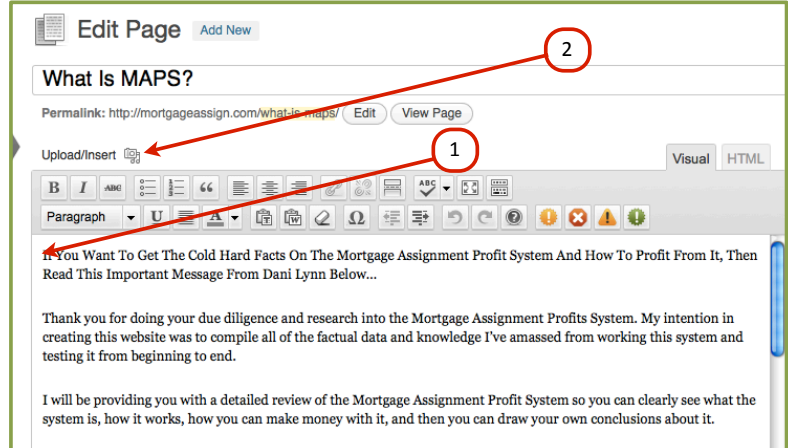 Edit Page Add New
2
What Is MAPS?
Permalink: http://mortgageassign.com/what-is-maps/ Edit View Page
1
Upload/Insert Visual HTML
B I ABC ABC
Paragraph U A T W Ω
If You Want To Get The Cold Hard Facts On The Mortgage Assignment Profit System And How To Profit From It, Then
Read This Important Message From Dani Lynn Below...
Thank you for doing your due diligence and research into the Mortgage Assignment Profits System. My intention in
creating this website was to compile all of the factual data and knowledge I've amassed from working this system and
testing it from beginning to end.
I will be providing you with a detailed review of the Mortgage Assignment Profit System so you can clearly see what the
system is, how it works, how you can make money with it, and then you can draw your own conclusions about it.